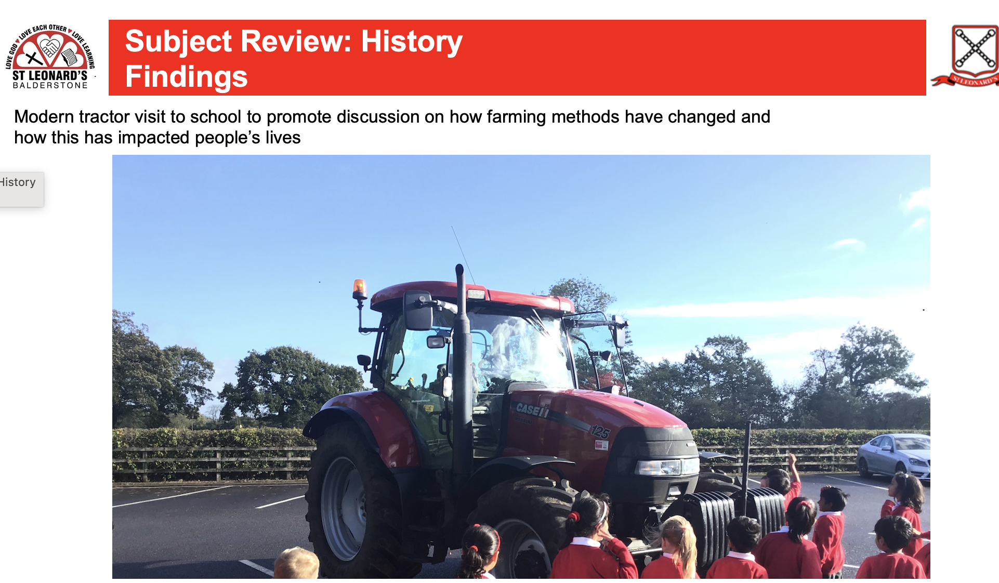 LOVE GOD ♥ LOVE EACH OTHER ♥ LOVE LEARNING
ST LEONARD'S
BALDERSTONE
Subject Review: History
Findings
ST LEONARD'S
Modern tractor visit to school to promote discussion on how farming methods have changed and
how this has impacted people's lives
History
CASE IH
125